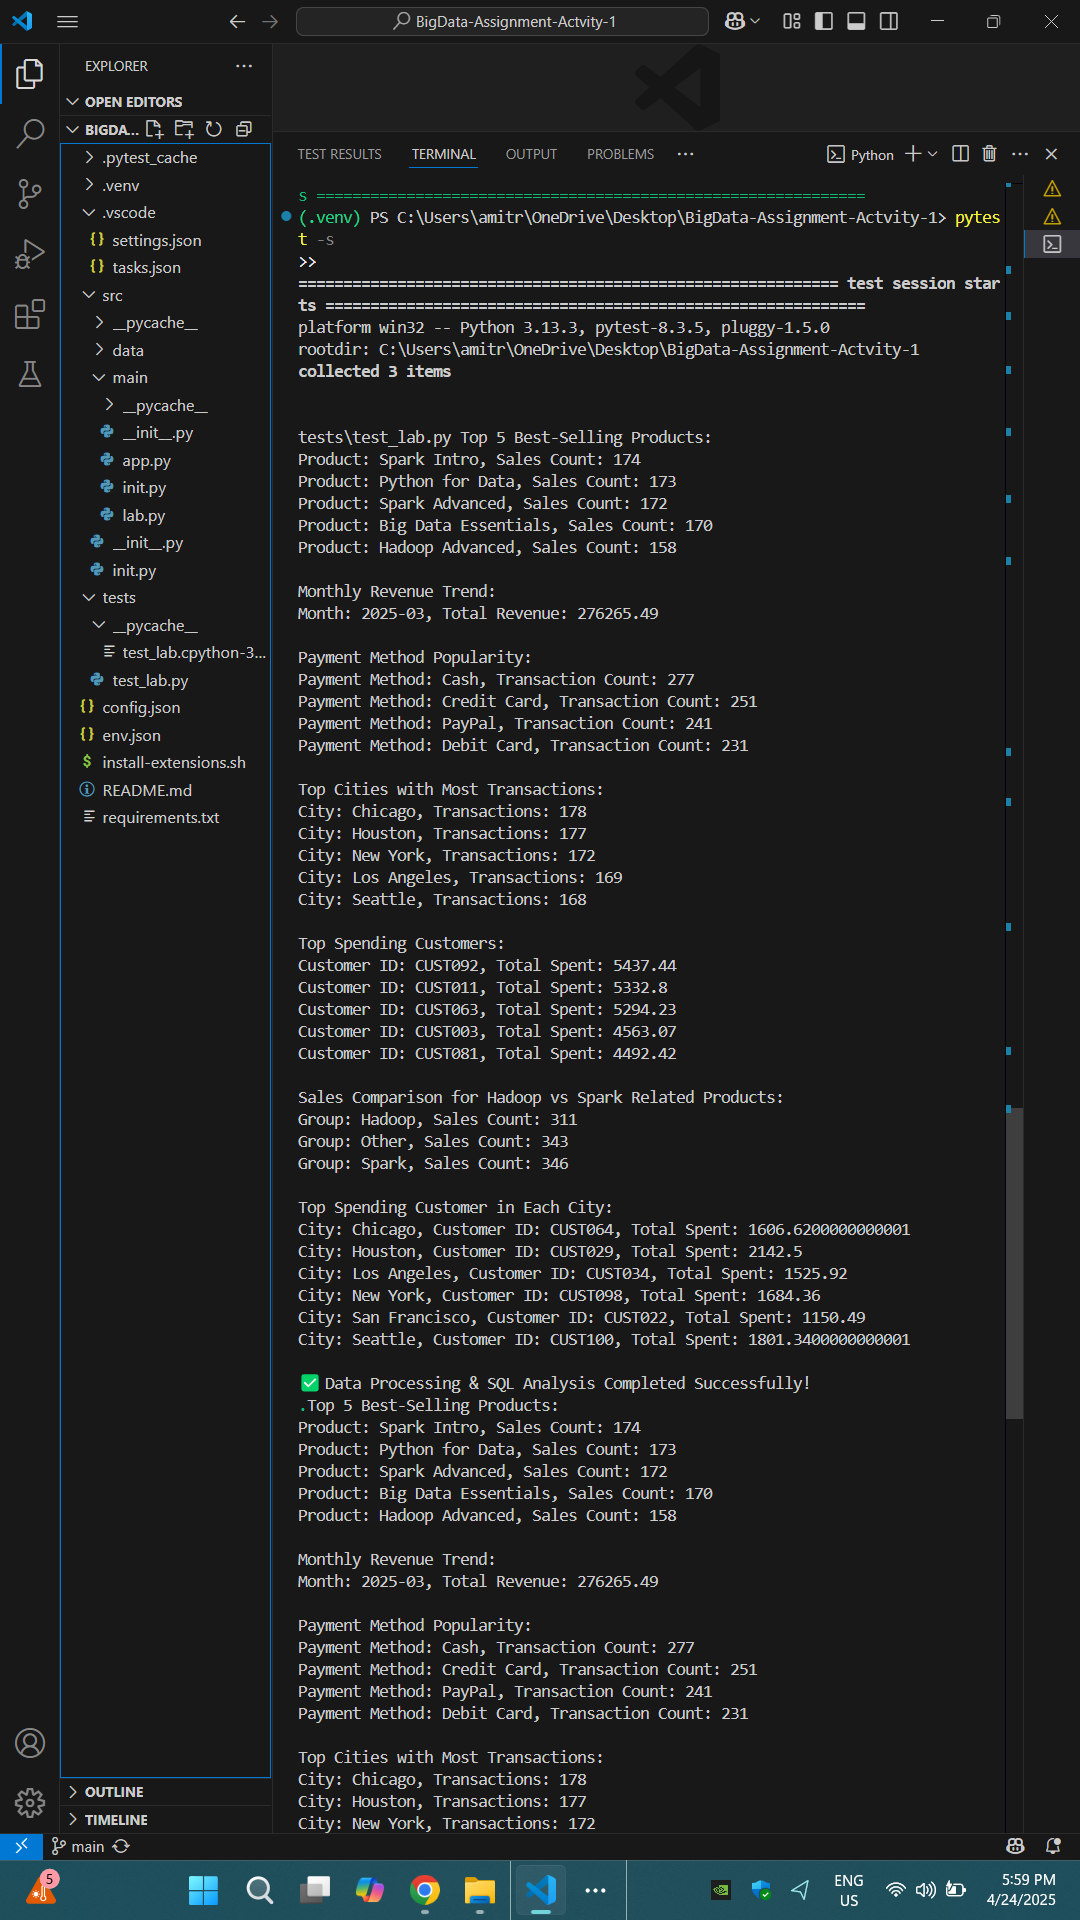 BigData-Assignment-Actvity-1
EXPLORER
OPEN EDITORS
BIGDA...
.pytest_cache
.venv
.vscode
settings.json
tasks.json
src
__pycache__
data
main
__pycache__
__init__.py
app.py
init.py
lab.py
__init__.py
init.py
tests
__pycache__
test_lab.cpython-3...
test_lab.py
config.json
env.json
install-extensions.sh
README.md
requirements.txt
OUTLINE
TIMELINE
TEST RESULTS TERMINAL OUTPUT PROBLEMS
Python
s =============================================================
(.venv) PS C:\Users\amitr\OneDrive\Desktop\BigData-Assignment-Actvity-1> pytes
t -s
>>
============================================================ test session star
ts ============================================================
platform win32 -- Python 3.13.3, pytest-8.3.5, pluggy-1.5.0
rootdir: C:\Users\amitr\OneDrive\Desktop\BigData-Assignment-Actvity-1
collected 3 items
tests\test_lab.py Top 5 Best-Selling Products:
Product: Spark Intro, Sales Count: 174
Product: Python for Data, Sales Count: 173
Product: Spark Advanced, Sales Count: 172
Product: Big Data Essentials, Sales Count: 170
Product: Hadoop Advanced, Sales Count: 158
Monthly Revenue Trend:
Month: 2025-03, Total Revenue: 276265.49
Payment Method Popularity:
Payment Method: Cash, Transaction Count: 277
Payment Method: Credit Card, Transaction Count: 251
Payment Method: PayPal, Transaction Count: 241
Payment Method: Debit Card, Transaction Count: 231
Top Cities with Most Transactions:
City: Chicago, Transactions: 178
City: Houston, Transactions: 177
City: New York, Transactions: 172
City: Los Angeles, Transactions: 169
City: Seattle, Transactions: 168
Top Spending Customers:
Customer ID: CUST092, Total Spent: 5437.44
Customer ID: CUST011, Total Spent: 5332.8
Customer ID: CUST063, Total Spent: 5294.23
Customer ID: CUST003, Total Spent: 4563.07
Customer ID: CUST081, Total Spent: 4492.42
Sales Comparison for Hadoop vs Spark Related Products:
Group: Hadoop, Sales Count: 311
Group: Other, Sales Count: 343
Group: Spark, Sales Count: 346
Top Spending Customer in Each City:
City: Chicago, Customer ID: CUST064, Total Spent: 1606.6200000000001
City: Houston, Customer ID: CUST029, Total Spent: 2142.5
City: Los Angeles, Customer ID: CUST034, Total Spent: 1525.92
City: New York, Customer ID: CUST098, Total Spent: 1684.36
City: San Francisco, Customer ID: CUST022, Total Spent: 1150.49
City: Seattle, Customer ID: CUST100, Total Spent: 1801.3400000000001
✅ Data Processing & SQL Analysis Completed Successfully!
.Top 5 Best-Selling Products:
Product: Spark Intro, Sales Count: 174
Product: Python for Data, Sales Count: 173
Product: Spark Advanced, Sales Count: 172
Product: Big Data Essentials, Sales Count: 170
Product: Hadoop Advanced, Sales Count: 158
Monthly Revenue Trend:
Month: 2025-03, Total Revenue: 276265.49
Payment Method Popularity:
Payment Method: Cash, Transaction Count: 277
Payment Method: Credit Card, Transaction Count: 251
Payment Method: PayPal, Transaction Count: 241
Payment Method: Debit Card, Transaction Count: 231
Top Cities with Most Transactions:
City: Chicago, Transactions: 178
City: Houston, Transactions: 177
City: New York, Transactions: 172
main
5
ENG
US
5:59 PM
4/24/2025